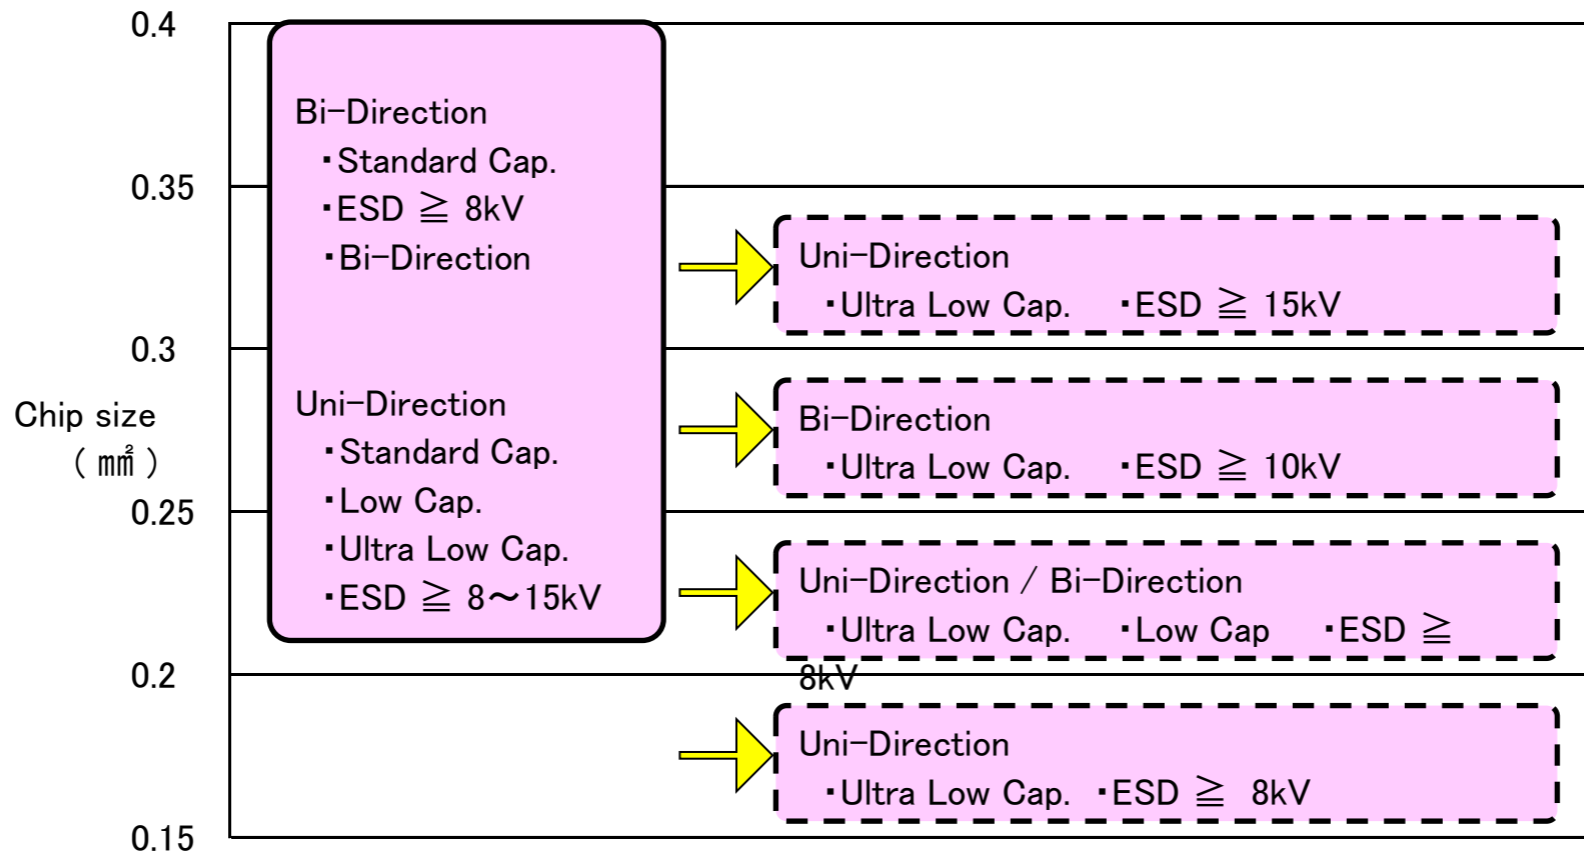 0.4
0.35
0.3
Chip size
( mm² )
0.25
0.2
0.15
Bi-Direction
・Standard Cap.
・ESD ≧ 8kV
・Bi-Direction
Uni-Direction
・Standard Cap.
・Low Cap.
・Ultra Low Cap.
・ESD ≧ 8～15kV
Uni-Direction
・Ultra Low Cap. ・ESD ≧ 15kV
Bi-Direction
・Ultra Low Cap. ・ESD ≧ 10kV
Uni-Direction / Bi-Direction
・Ultra Low Cap. ・Low Cap ・ESD ≧
8kV
Uni-Direction
・Ultra Low Cap. ・ESD ≧ 8kV